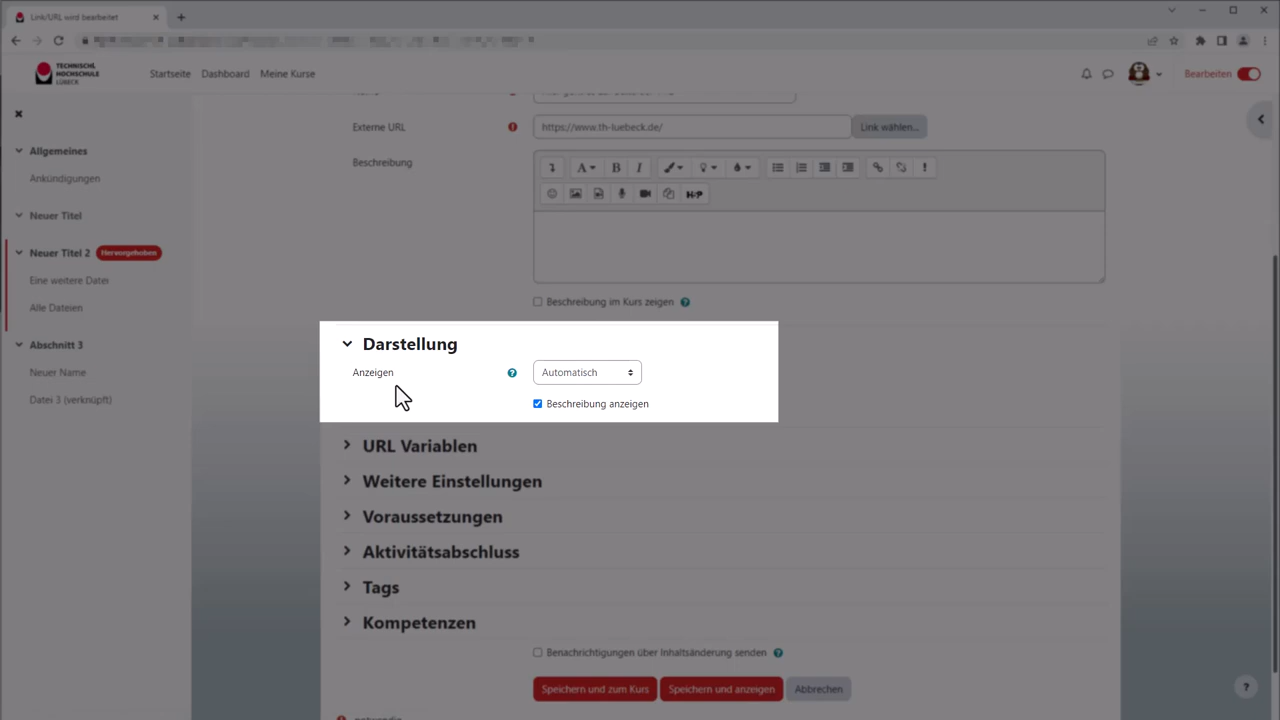 Link/URL wird bearbeitet
TECHNISCHE
HOCHSCHULE
LÜBECK
Startseite Dashboard Meine Kurse
Bearbeiten
Externe URL
https://www.th-luebeck.de/
Link wählen...
Beschreibung
Allgemeines
Ankündigungen
Neuer Titel
Neuer Titel 2 Hervorgehoben
Eine weitere Datei
Alle Dateien
Abschnitt 3
Neuer Name
Datei 3 (verknüpft)
A B I
H5P
Beschreibung im Kurs zeigen
Darstellung
Anzeigen Automatisch
Beschreibung anzeigen
URL Variablen
Weitere Einstellungen
Voraussetzungen
Aktivitätsabschluss
Tags
Kompetenzen
Benachrichtigungen über Inhaltsänderung senden
Speichern und zum Kurs Speichern und anzeigen Abbrechen